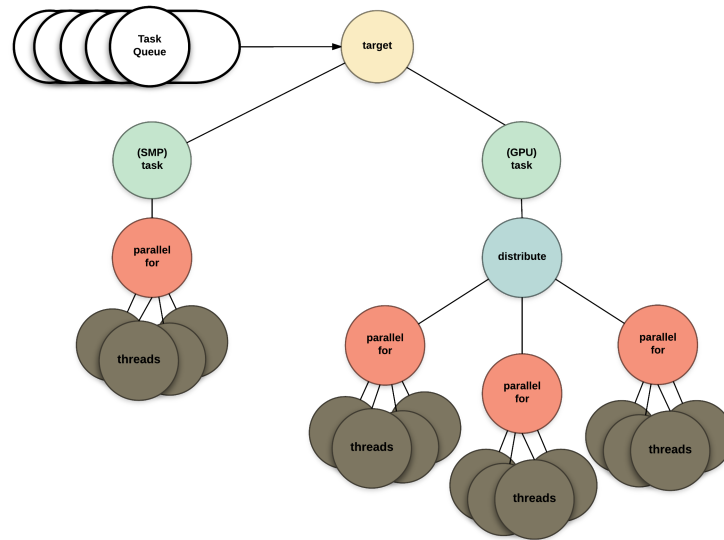 Task
Queue
target
(SMP)
task
(GPU)
task
parallel
for
distribute
threads
parallel
for
parallel
for
parallel
for
threads
threads
threads